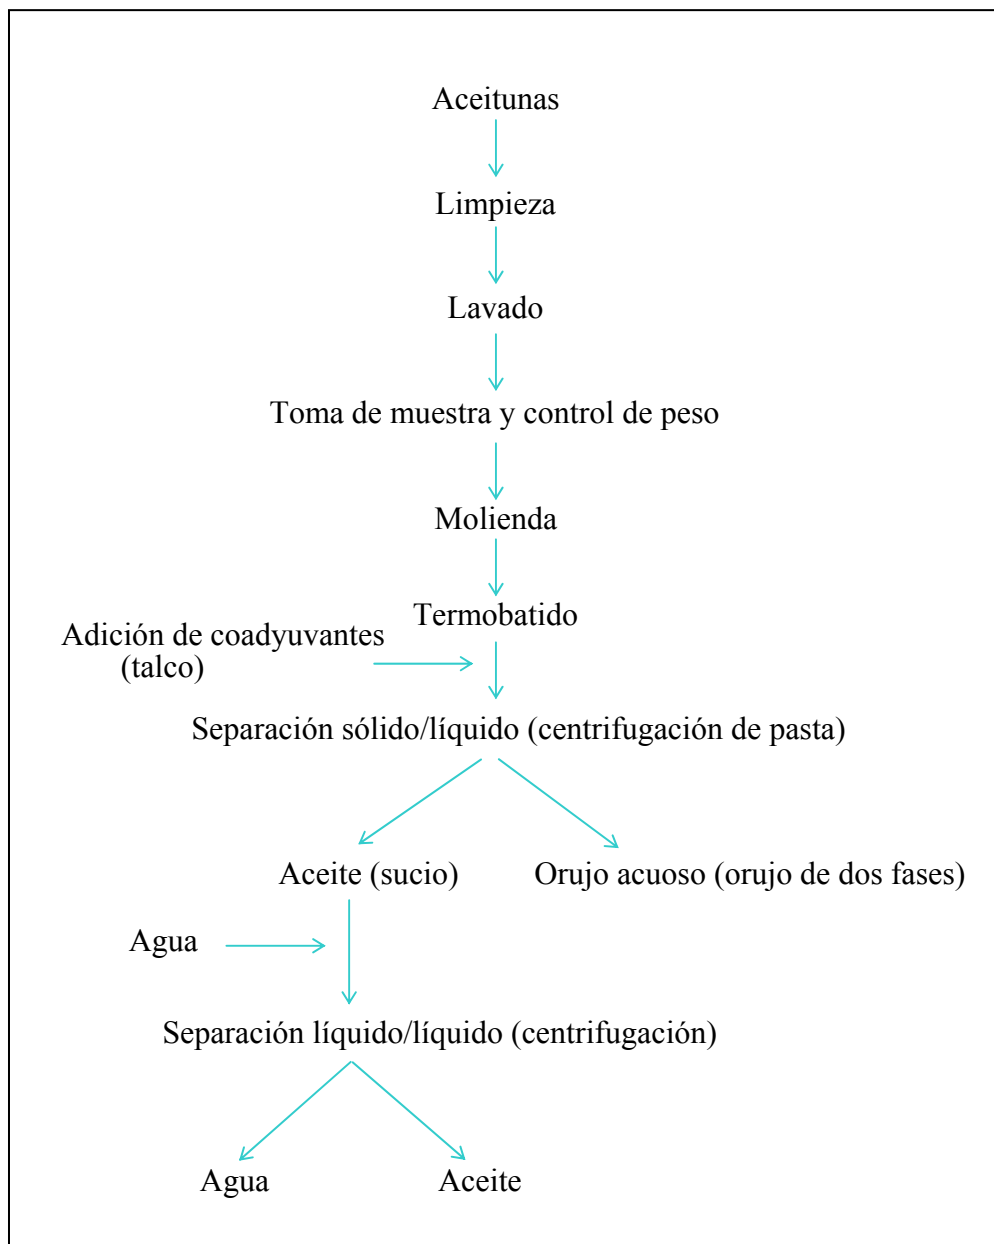 Aceitunas
Limpieza
Lavado
Toma de muestra y control de peso
Molienda
Termobatido
Adición de coadyuvantes
(talco)
Separación sólido/líquido (centrifugación de pasta)
Aceite (sucio)
Orujo acuoso (orujo de dos fases)
Agua
Separación líquido/líquido (centrifugación)
Agua
Aceite